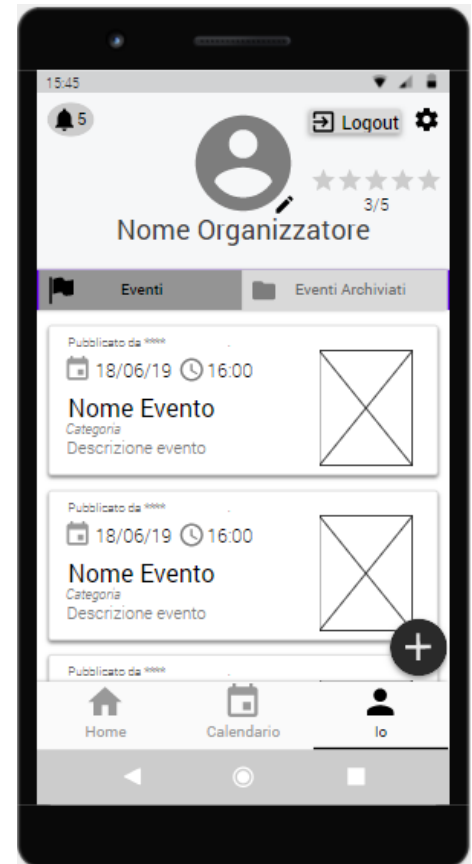 15:45
5
Logout
3/5
Nome Organizzatore
Eventi
Eventi Archiviati
Pubblicato da ****
18/06/19 16:00
Nome Evento
Categoria
Descrizione evento
Pubblicato da ****
18/06/19 16:00
Nome Evento
Categoria
Descrizione evento
Pubblicato da ****
Home
Calendario
Io